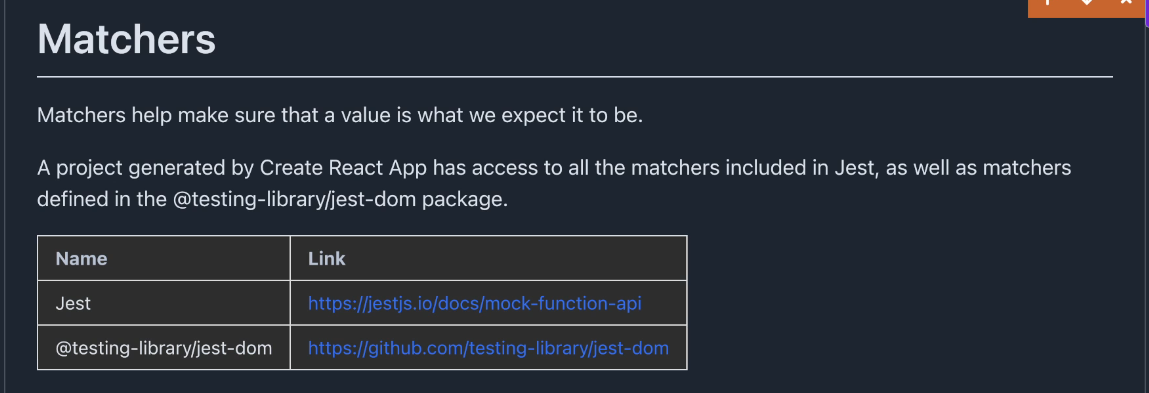 Matchers
Matchers help make sure that a value is what we expect it to be.
A project generated by Create React App has access to all the matchers included in Jest, as well as matchers
defined in the @testing-library/jest-dom package.
Name Link
Jest https://jestjs.io/docs/mock-function-api
@testing-library/jest-dom https://github.com/testing-library/jest-dom